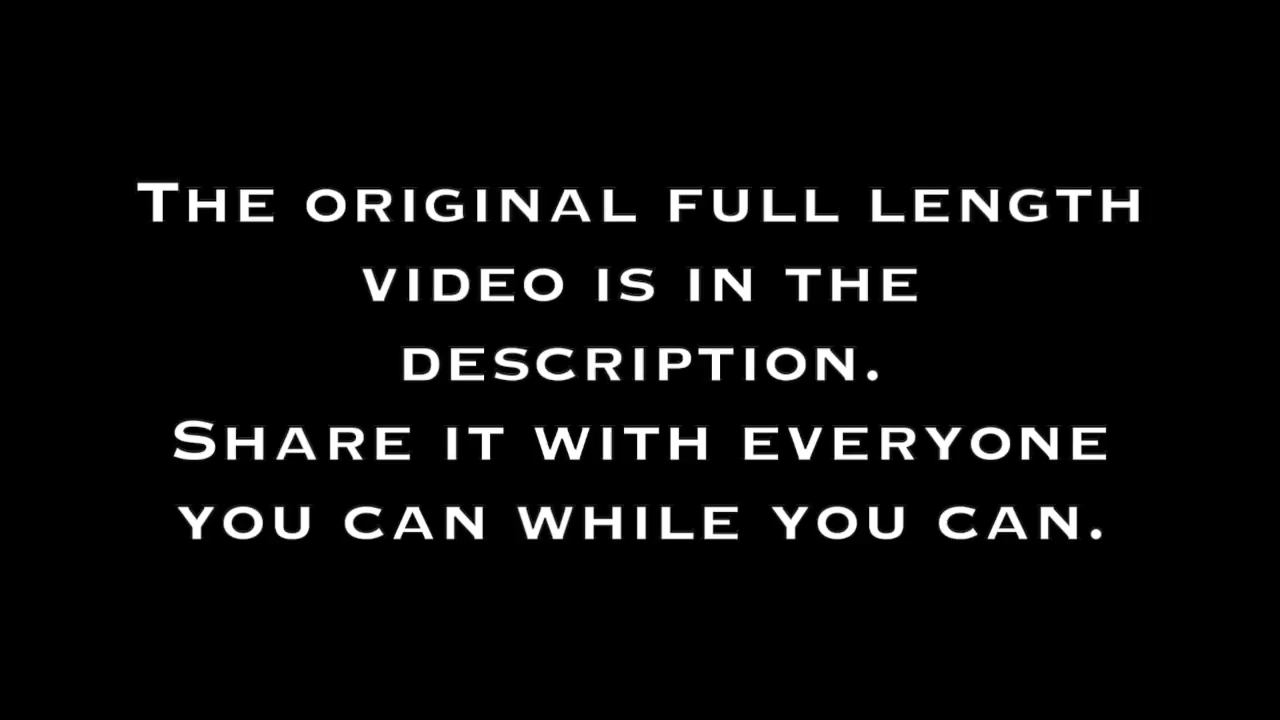 The original full length
video is in the
description.
Share it with everyone
you can while you can.